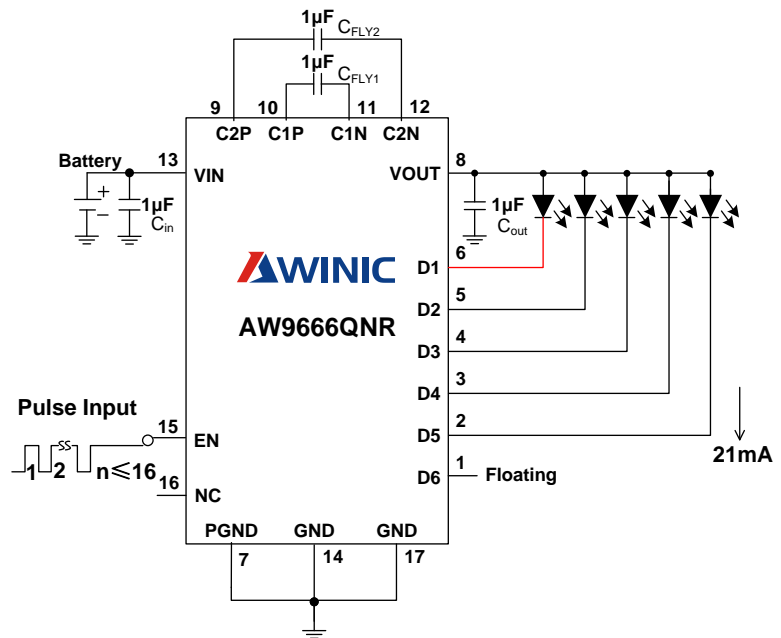 1µF
CFLY2
1µF
CFLY1
9
10
11
12
C2P
C1P
C1N
C2N
Battery
13
VIN
VOUT
8
+
−
1µF
Cin
1µF
Cout
AWINIC
AW9666QNR
D1
6
D2
5
D3
4
D4
3
D5
2
21mA
D6
1
Floating
Pulse Input
15
EN
1
2
n≤16
16
NC
PGND
GND
GND
7
14
17